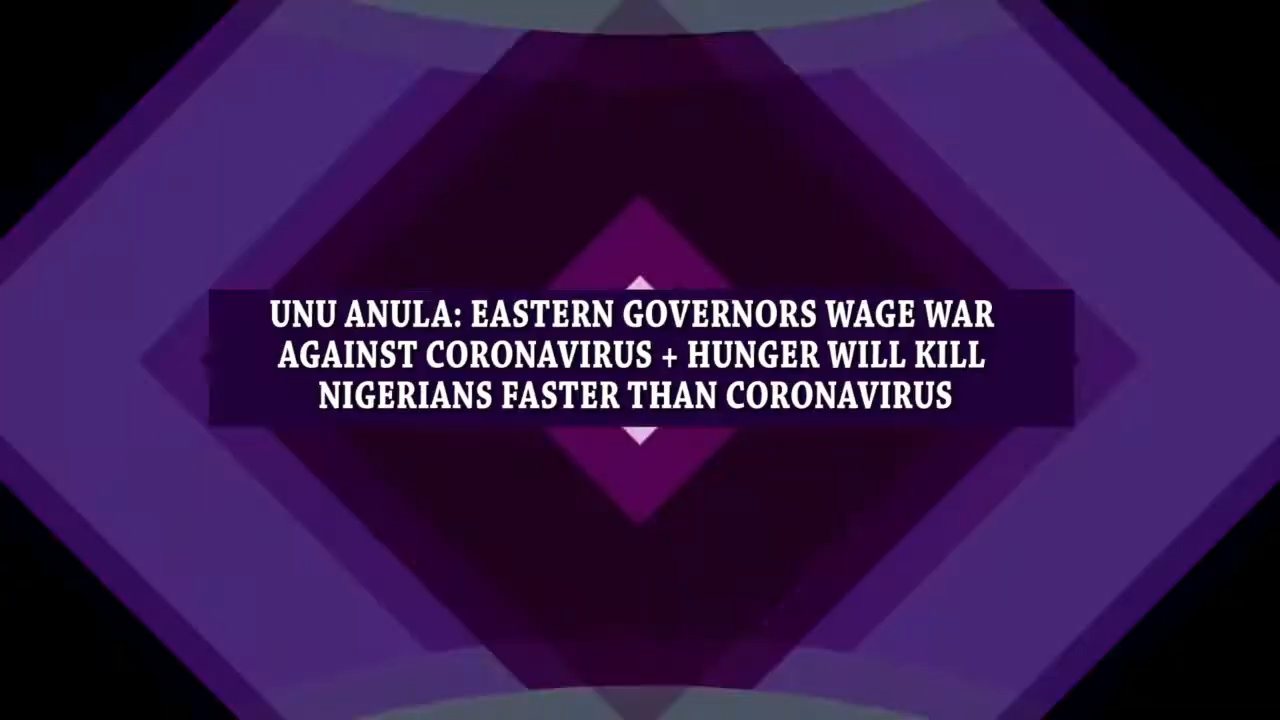 UNU ANULA: EASTERN GOVERNORS WAGE WAR
AGAINST CORONAVIRUS + HUNGER WILL KILL
NIGERIANS FASTER THAN CORONAVIRUS